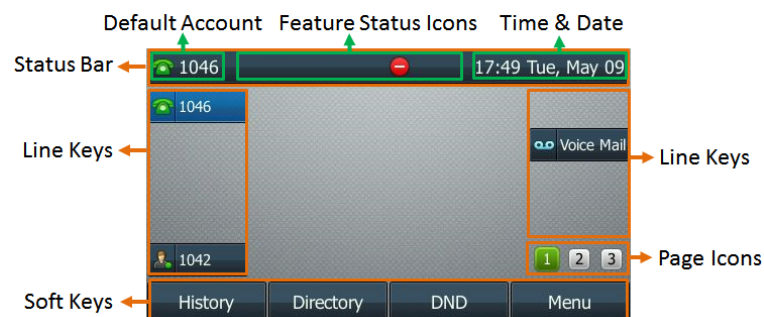 Default Account Feature Status Icons Time & Date
Status Bar 1046 17:49 Tue, May 09
1046
Line Keys Voice Mail Line Keys
1042 1 2 3 Page Icons
Soft Keys History Directory DND Menu